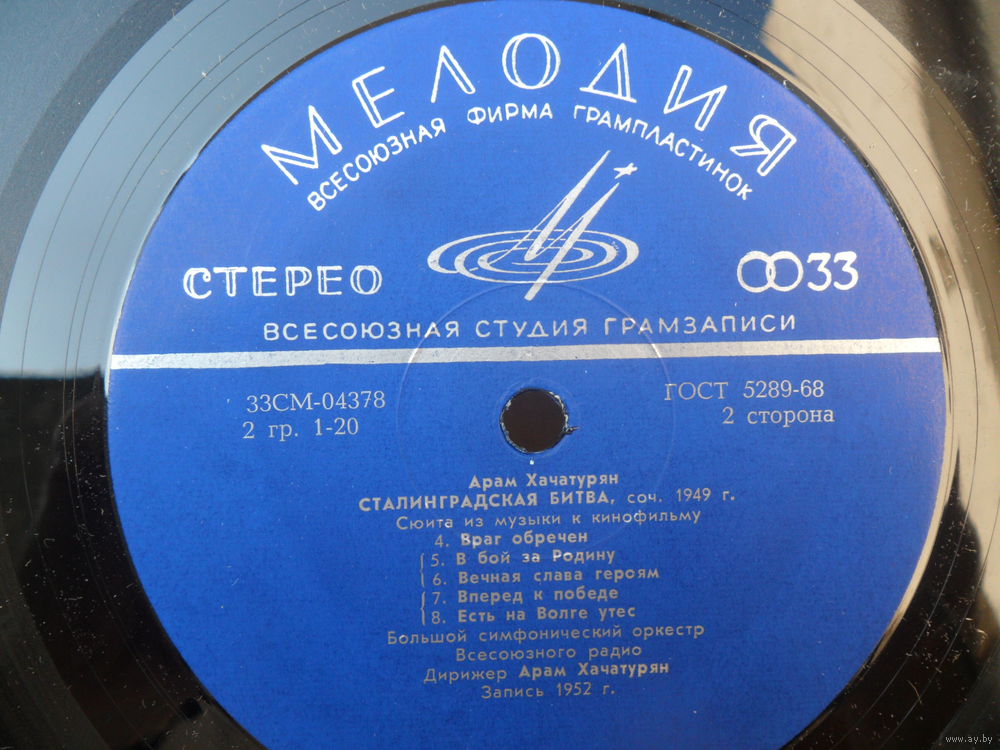 МЕЛОДИЯ
ВСЕСОЮЗНАЯ ФИРМА ГРАМПЛАСТИНОК
СТЕРЕО 33
ВСЕСОЮЗНАЯ СТУДИЯ ГРАМЗАПИСИ
33СМ-04378 ГОСТ 5289-68
2 гр. 1-20 2 сторона
Арам Хачатурян
СТАЛИНГРАДСКАЯ БИТВА, соч. 1949 г.
Сюита из музыки к кинофильму
4. Враг обречен
5. В бой за Родину
6. Вечная слава героям
7. Вперед к победе
8. Есть на Волге утес
Большой симфонический оркестр
Всесоюзного радио
Дирижер Арам Хачатурян
Запись 1952 г.
www.ay.by